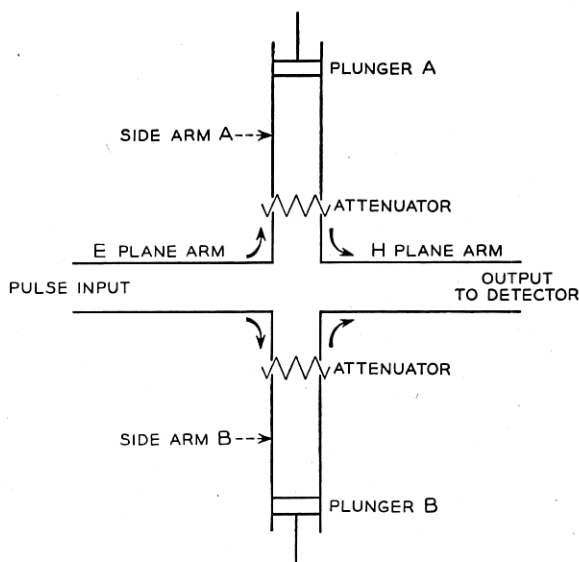 PLUNGER A
SIDE ARM A
ATTENUATOR
E PLANE ARM
H PLANE ARM
PULSE INPUT
OUTPUT
TO DETECTOR
ATTENUATOR
SIDE ARM B
PLUNGER B